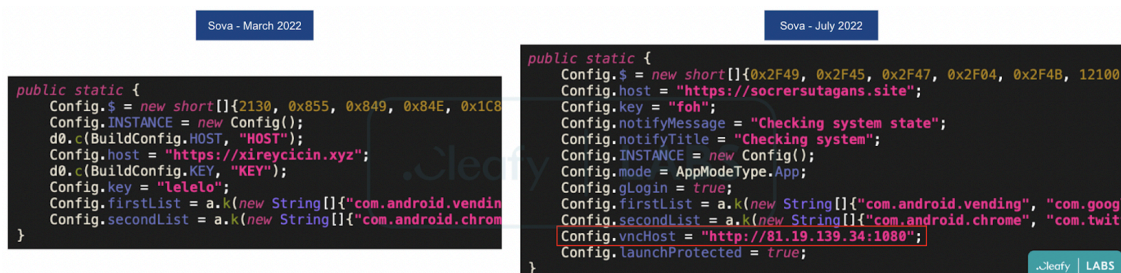 Sova - March 2022
public static {
Config.$ = new short[]{2130, 0x855, 0x849, 0x84E, 0x1C8
Config.INSTANCE = new Config();
d0.c(BuildConfig.HOST, "HOST");
Config.host = "https://xireycicin.xyz";
d0.c(BuildConfig.KEY, "KEY");
Config.key = "lelelo";
Config.firstList = a.k(new String[]{"com.android.vendin
Config.secondList = a.k(new String[]{"com.android.chrom
}
Sova - July 2022
public static {
Config.$ = new short[]{0x2F49, 0x2F45, 0x2F47, 0x2F04, 0x2F4B, 12100
Config.host = "https://socrersutagans.site";
Config.key = "foh";
Config.notifyMessage = "Checking system state";
Config.notifyTitle = "Checking system";
Config.INSTANCE = new Config();
Config.mode = AppModeType.App;
Config.gLogin = true;
Config.firstList = a.k(new String[]{"com.android.vending", "com.goog
Config.secondList = a.k(new String[]{"com.android.chrome", "com.twit
Config.vncHost = "http://81.19.139.34:1080";
Config.launchProtected = true;
}
.Cleafy LABS
.Cleafy | LABS